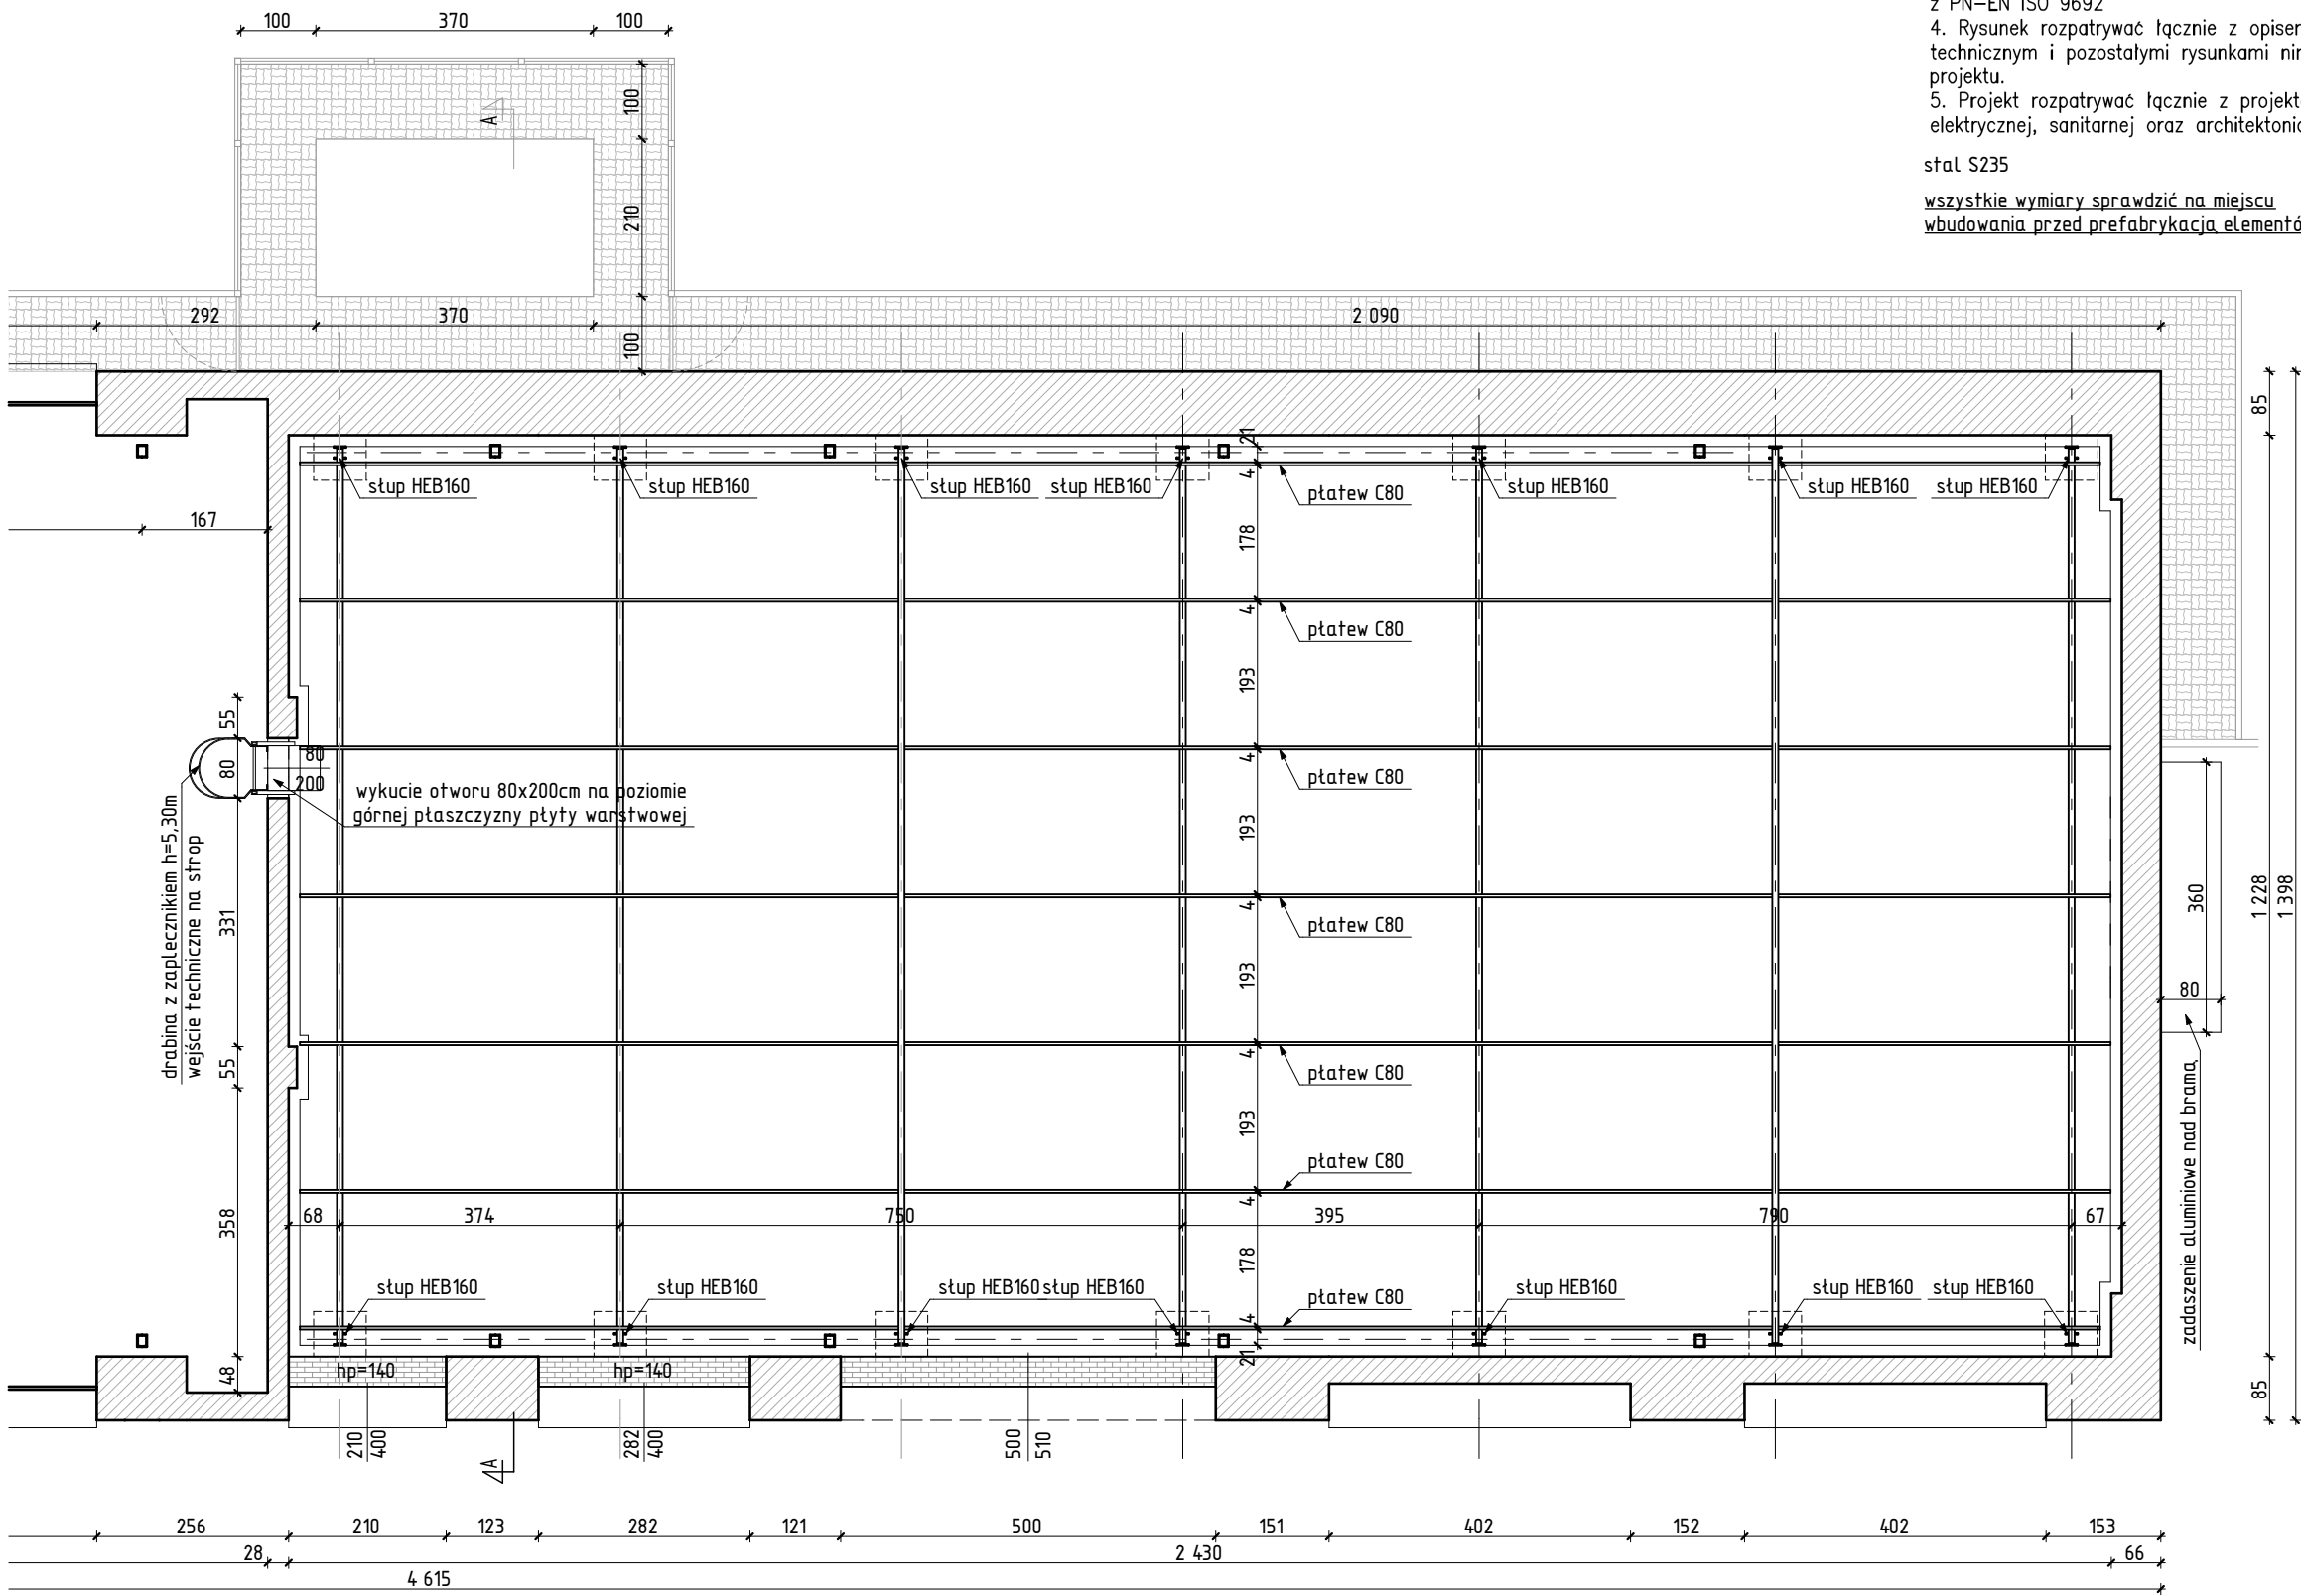 z PN-EN ISO 9692
4. Rysunek rozpatrywać łącznie z
technicznym i pozostałymi rysunkami
projektu.
5. Projekt rozpatrywać łącznie z
elektrycznej, sanitarnej oraz
stal S235
wszystkie wymiary sprawdzić na miejscu
wbudowania przed prefabrykacją
100 370 100
100
A
210
292 370 2 090
100
85
21
4
słup HEB160 słup HEB160 słup HEB160 słup HEB160 słup HEB160 słup HEB160 słup HEB160
płatew C80
167
178
4
płatew C80
193
55
4
płatew C80
80
80
200
wykucie otworu 80x200cm na poziomie
górnej płaszczyzny płyty warstwowej
drabina z zaplecznikiem h=5,30m
wejście techniczne na strop
193
331
4
płatew C80
360
1 228
1 398
193
80
zadaszenie aluminiowe nad bramą
55
4
płatew C80
193
płatew C80
4
68 374 750 395 790 67
358
178
słup HEB160 słup HEB160 słup HEB160 słup HEB160 słup HEB160 słup HEB160 słup HEB160
płatew C80
4
21
48
hp=140 hp=140
85
210
400
282
400
500
510
A
256 210 123 282 121 500 151 402 152 402 153
28 2 430 66
4 615